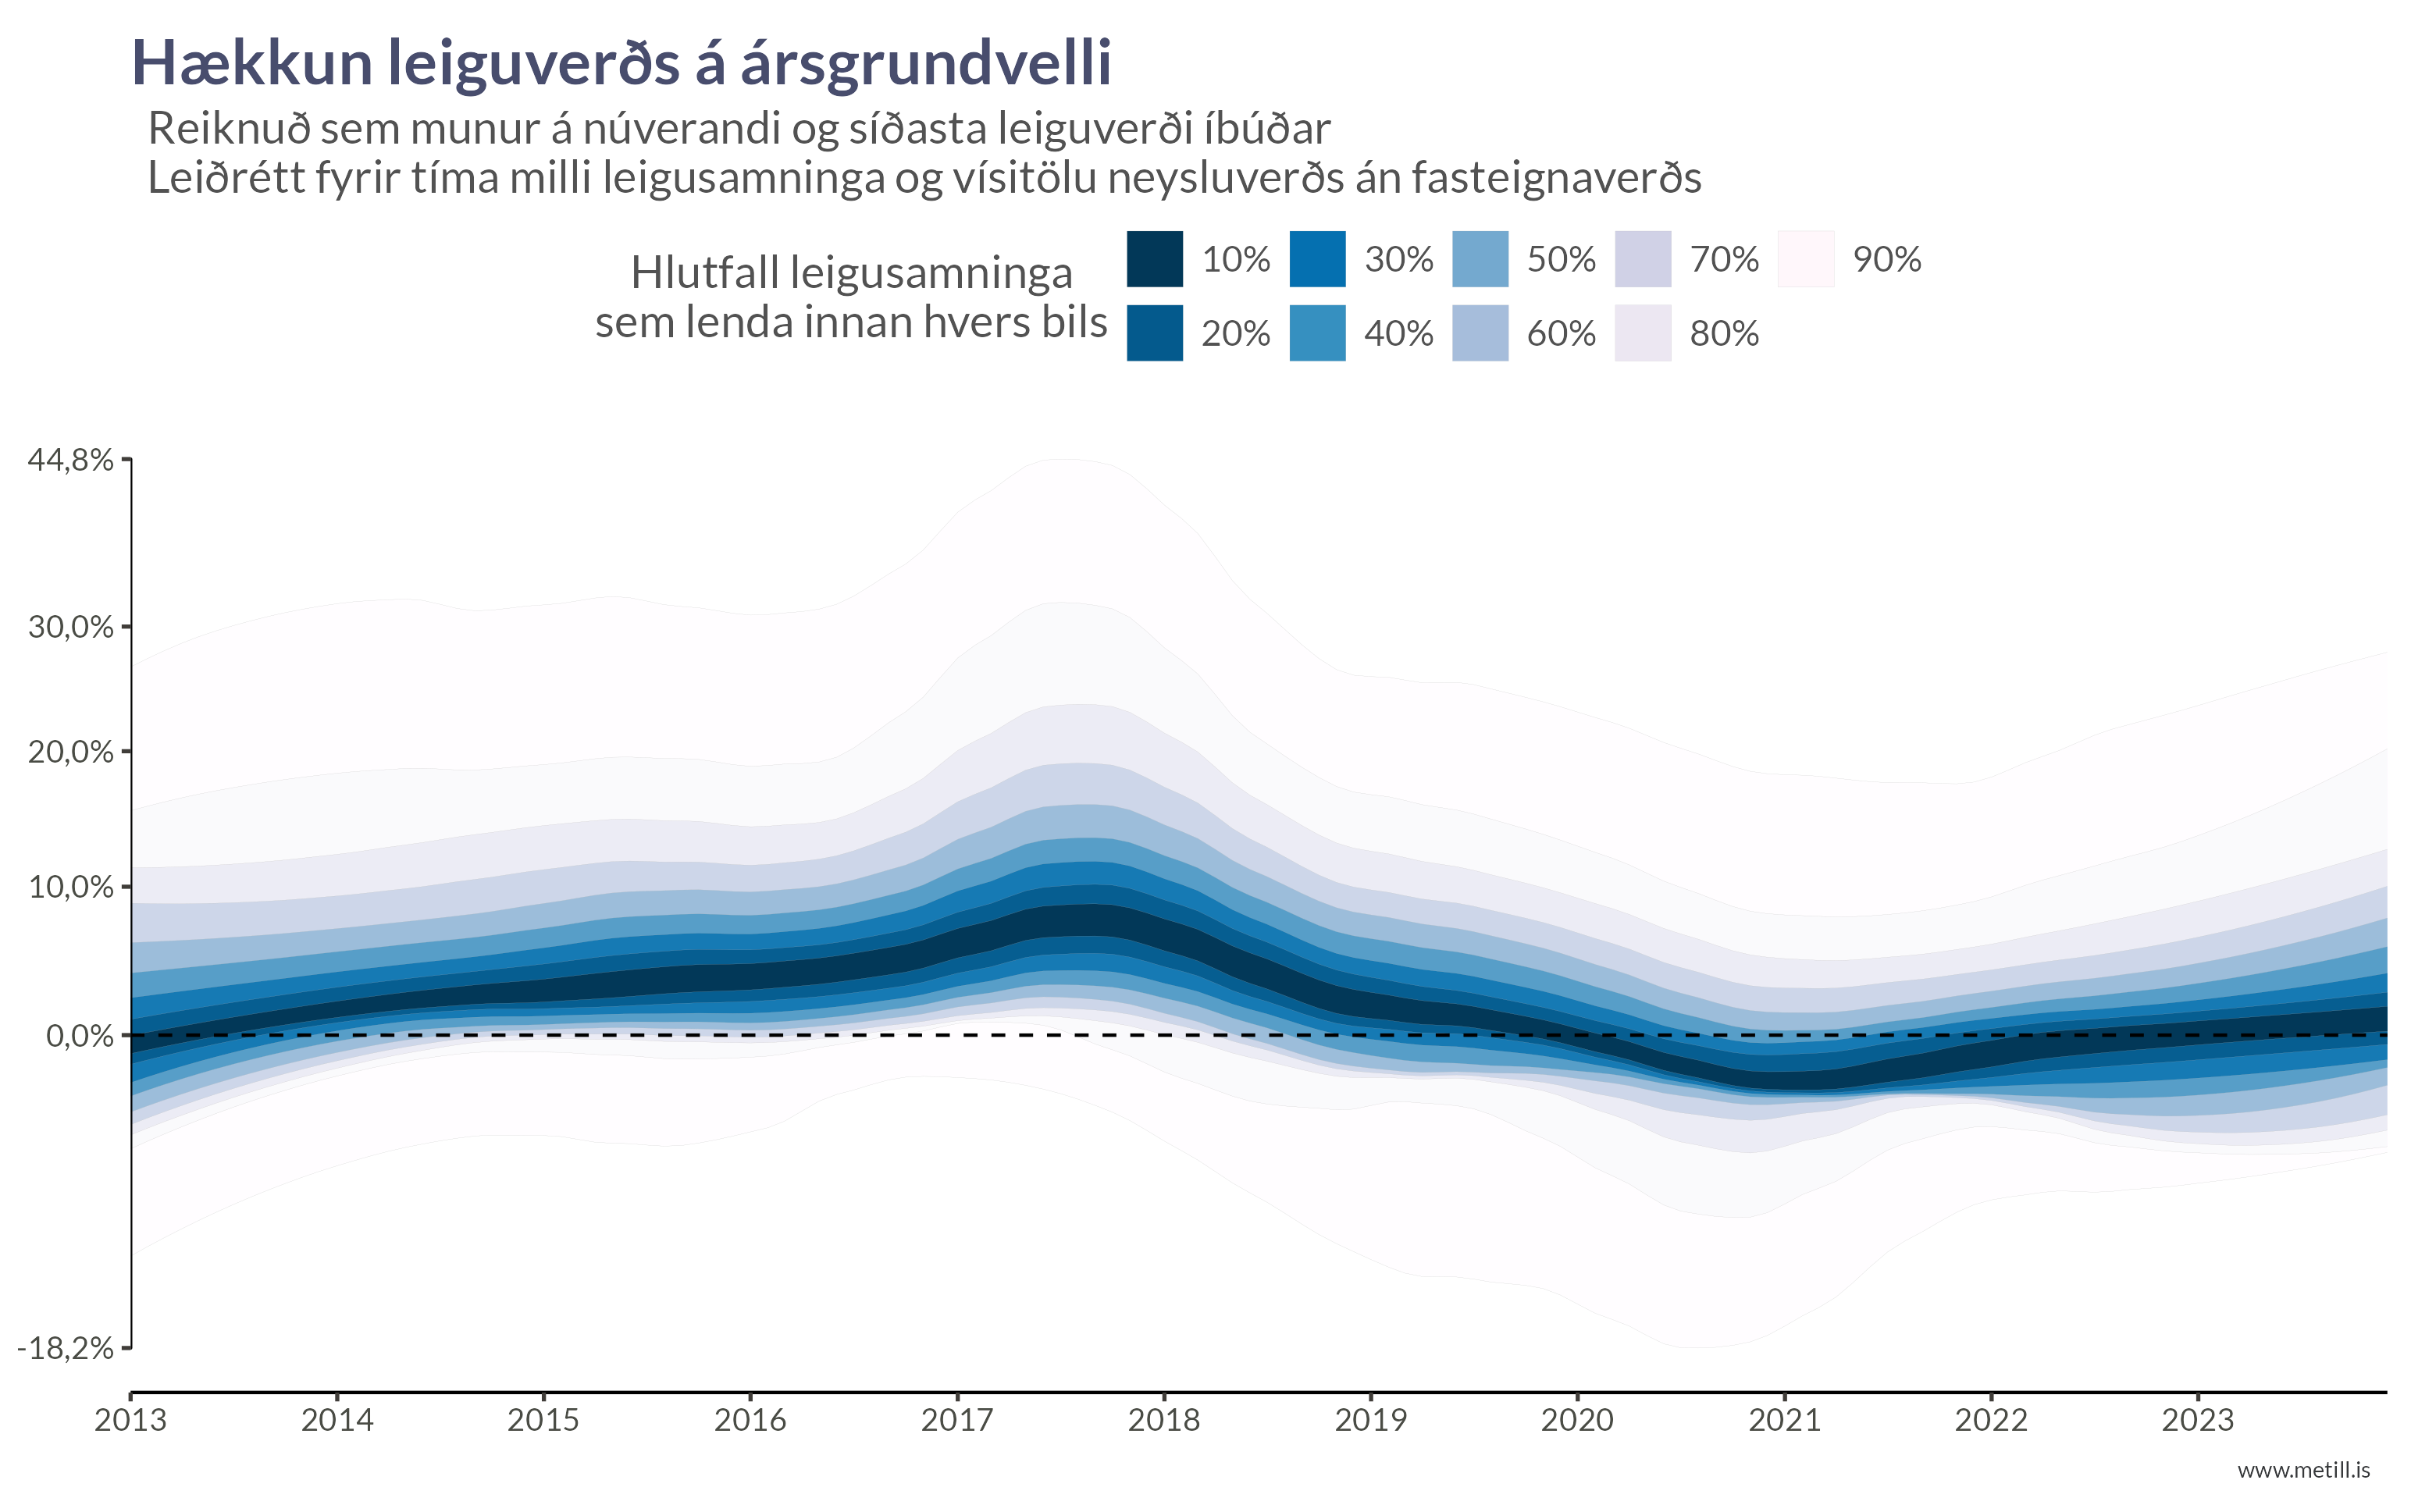 Hækkun leiguverðs á ársgrundvelli
Reiknuð sem munur á núverandi og síðasta leiguverði íbúðar
Leiðrétt fyrir tíma milli leigusamninga og vísitölu neysluverðs án fasteignaverðs
Hlutfall leigusamninga
sem lenda innan hvers bils
10% 30% 50% 70% 90%
20% 40% 60% 80%
44,8%
30,0%
20,0%
10,0%
0,0%
-18,2%
2013 2014 2015 2016 2017 2018 2019 2020 2021 2022 2023
www.metill.is